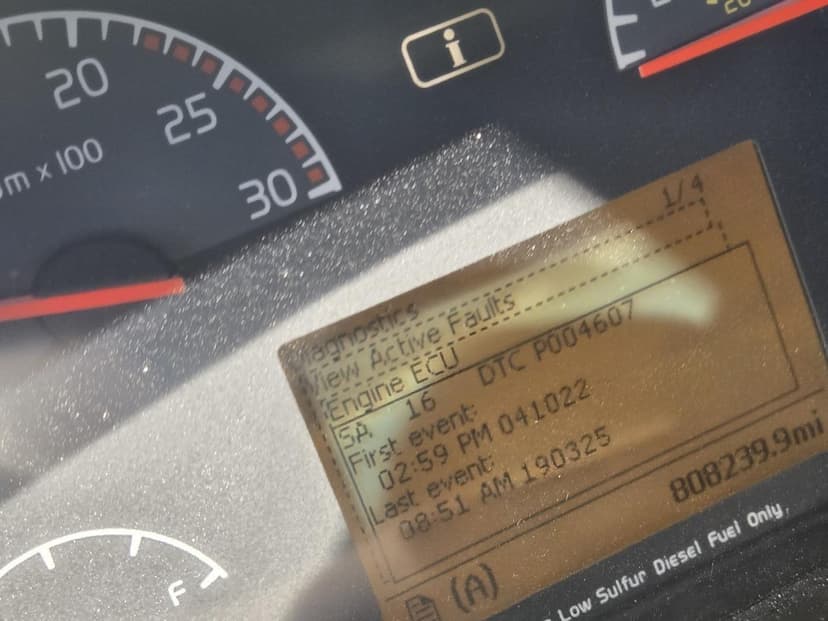 20
25
30
m x 100
i
20
1/4
Diagnostics
View Active Faults
Engine ECU
SA 16 DTC P004607
First event:
02:59 PM 041022
Last event:
08:51 AM 190325
808239.9mi
(A)
F
Low Sulfur Diesel Fuel Only